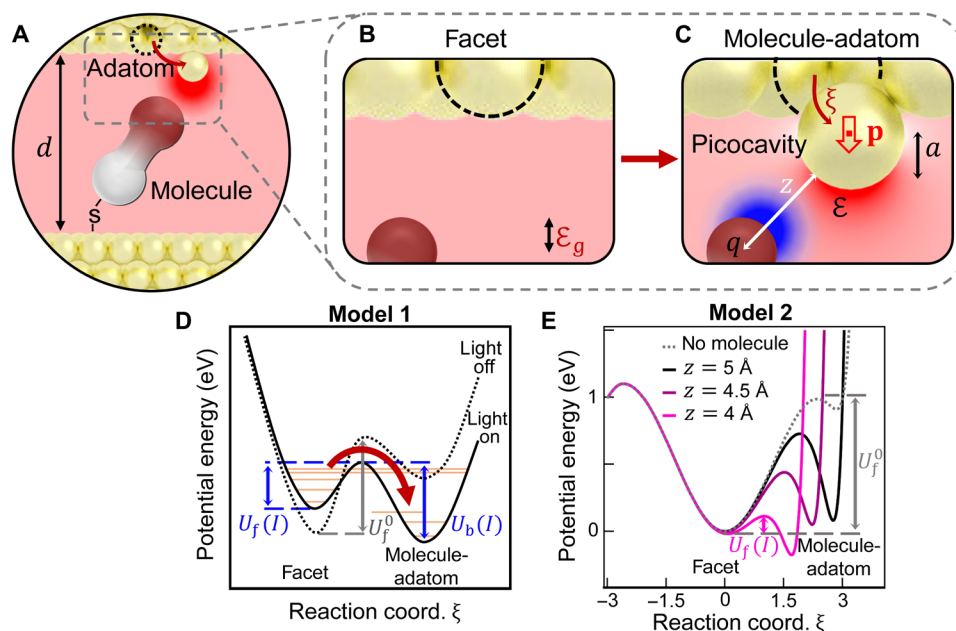 A
Adatom
d
Molecule
s
B
Facet
ℰg
C
Molecule-adatom
ξ
p
Picocavity
a
z
ℰ
q
D
Model 1
Light
off
Light
on
Uf(I)
Uf0
Ub(I)
Facet
Molecule-
adatom
Potential energy (eV)
Reaction coord. ξ
E
Model 2
No molecule
z = 5 Å
z = 4.5 Å
z = 4 Å
1
0
Uf0
Uf(I)
Facet
Molecule-
adatom
-3
-1.5
0
1.5
3
Potential energy (eV)
Reaction coord. ξ